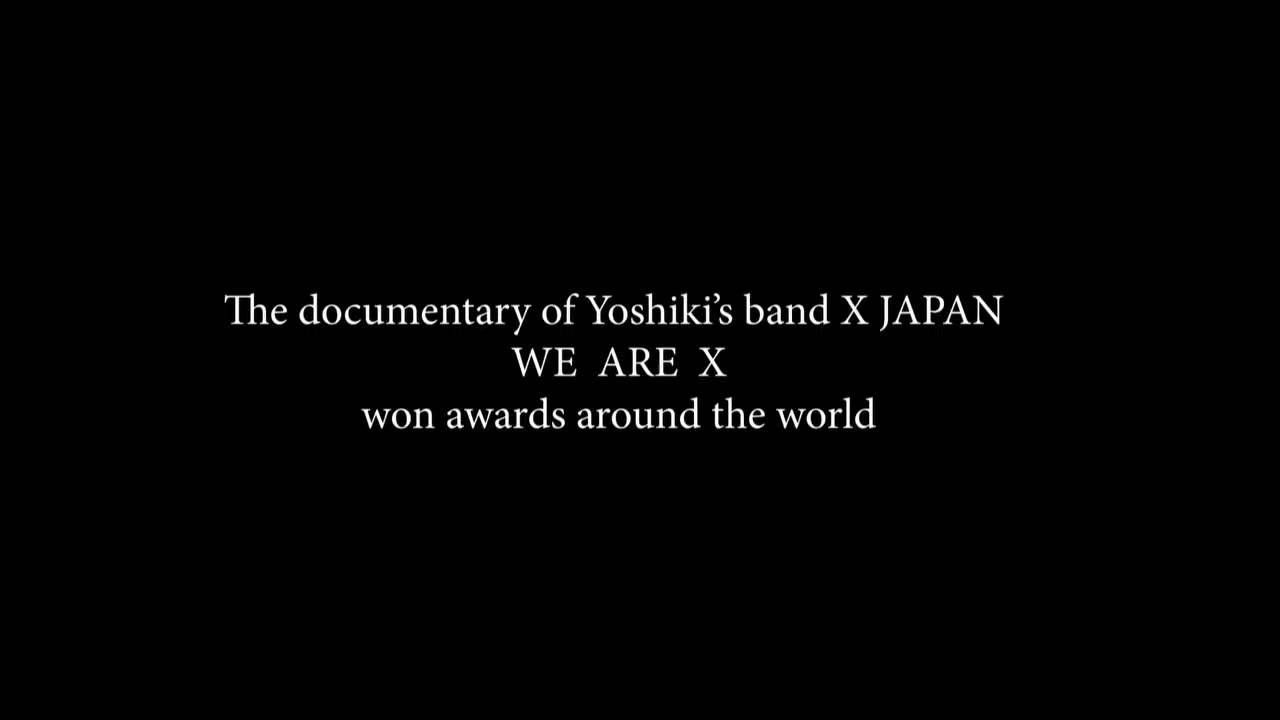 The documentary of Yoshiki’s band X JAPAN
WE ARE X
won awards around the world